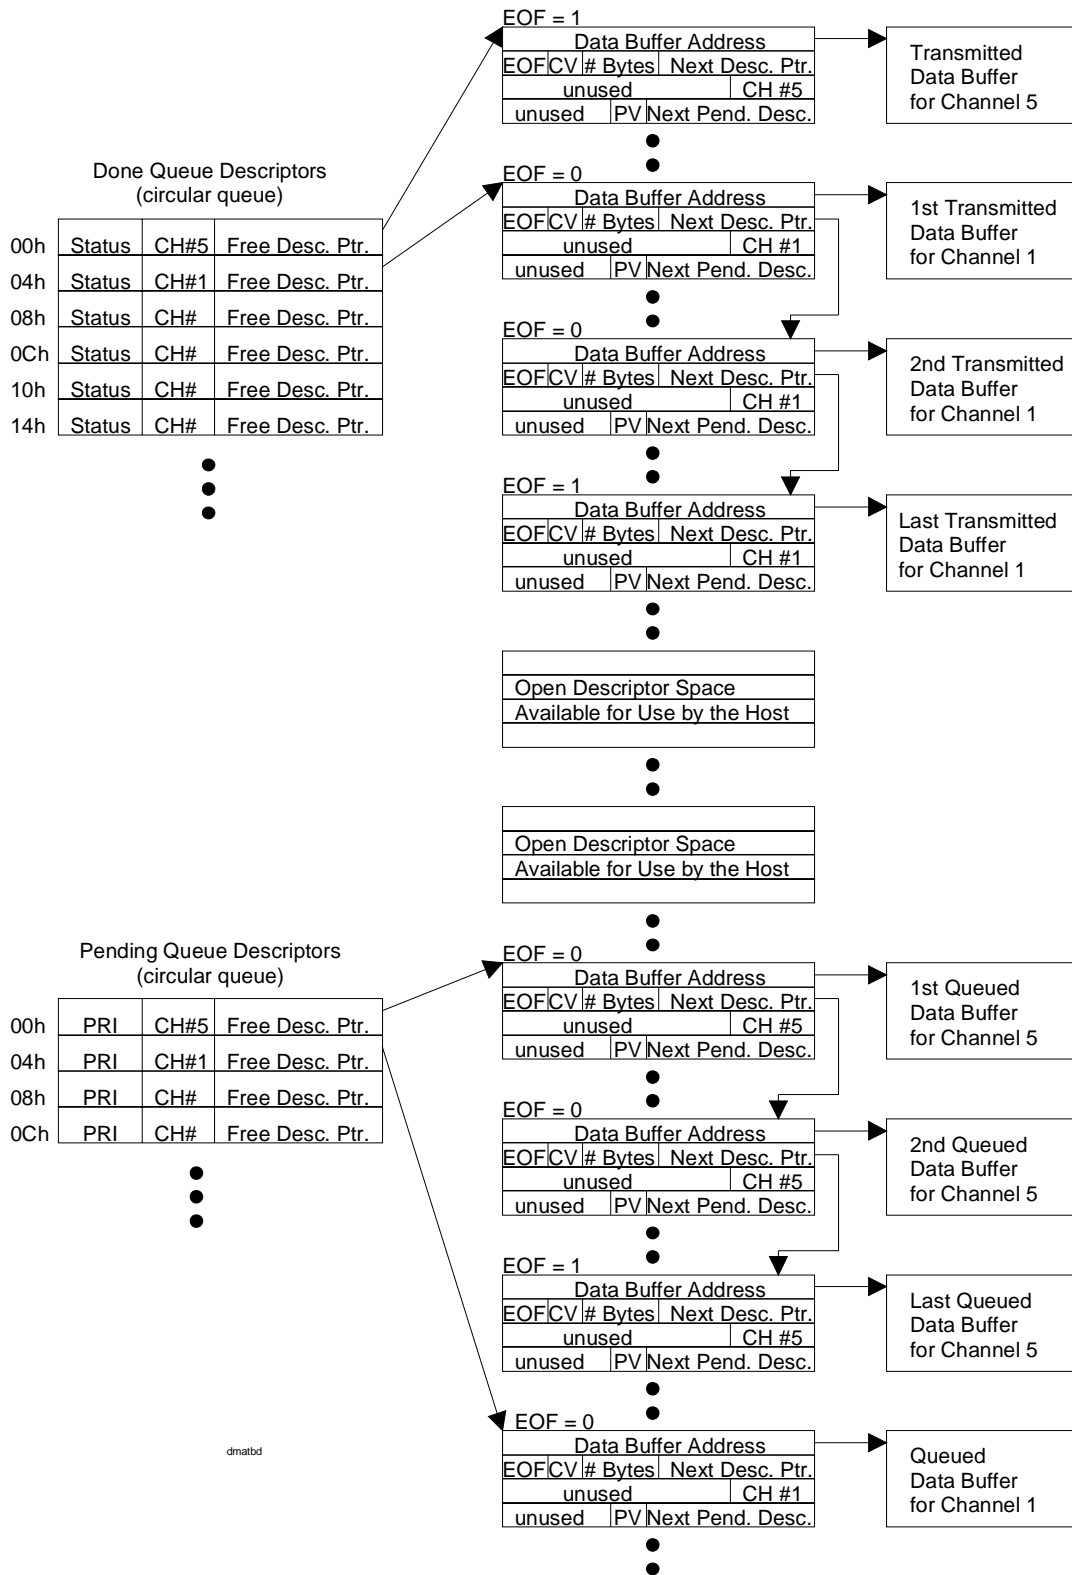 EOF = 1
Data Buffer Address
EOF CV # Bytes Next Desc. Ptr.
unused CH #5
unused PV Next Pend. Desc.
Transmitted
Data Buffer
for Channel 5
Done Queue Descriptors
(circular queue)
00h Status CH#5 Free Desc. Ptr.
04h Status CH#1 Free Desc. Ptr.
08h Status CH# Free Desc. Ptr.
0Ch Status CH# Free Desc. Ptr.
10h Status CH# Free Desc. Ptr.
14h Status CH# Free Desc. Ptr.
EOF = 0
Data Buffer Address
EOF CV # Bytes Next Desc. Ptr.
unused CH #1
unused PV Next Pend. Desc.
1st Transmitted
Data Buffer
for Channel 1
EOF = 0
Data Buffer Address
EOF CV # Bytes Next Desc. Ptr.
unused CH #1
unused PV Next Pend. Desc.
2nd Transmitted
Data Buffer
for Channel 1
EOF = 1
Data Buffer Address
EOF CV # Bytes Next Desc. Ptr.
unused CH #1
unused PV Next Pend. Desc.
Last Transmitted
Data Buffer
for Channel 1
Open Descriptor Space
Available for Use by the Host
Open Descriptor Space
Available for Use by the Host
Pending Queue Descriptors
(circular queue)
00h PRI CH#5 Free Desc. Ptr.
04h PRI CH#1 Free Desc. Ptr.
08h PRI CH# Free Desc. Ptr.
0Ch PRI CH# Free Desc. Ptr.
EOF = 0
Data Buffer Address
EOF CV # Bytes Next Desc. Ptr.
unused CH #5
unused PV Next Pend. Desc.
1st Queued
Data Buffer
for Channel 5
EOF = 0
Data Buffer Address
EOF CV # Bytes Next Desc. Ptr.
unused CH #5
unused PV Next Pend. Desc.
2nd Queued
Data Buffer
for Channel 5
EOF = 1
Data Buffer Address
EOF CV # Bytes Next Desc. Ptr.
unused CH #5
unused PV Next Pend. Desc.
Last Queued
Data Buffer
for Channel 5
EOF = 0
Data Buffer Address
EOF CV # Bytes Next Desc. Ptr.
unused CH #1
unused PV Next Pend. Desc.
Queued
Data Buffer
for Channel 1
dmatbd